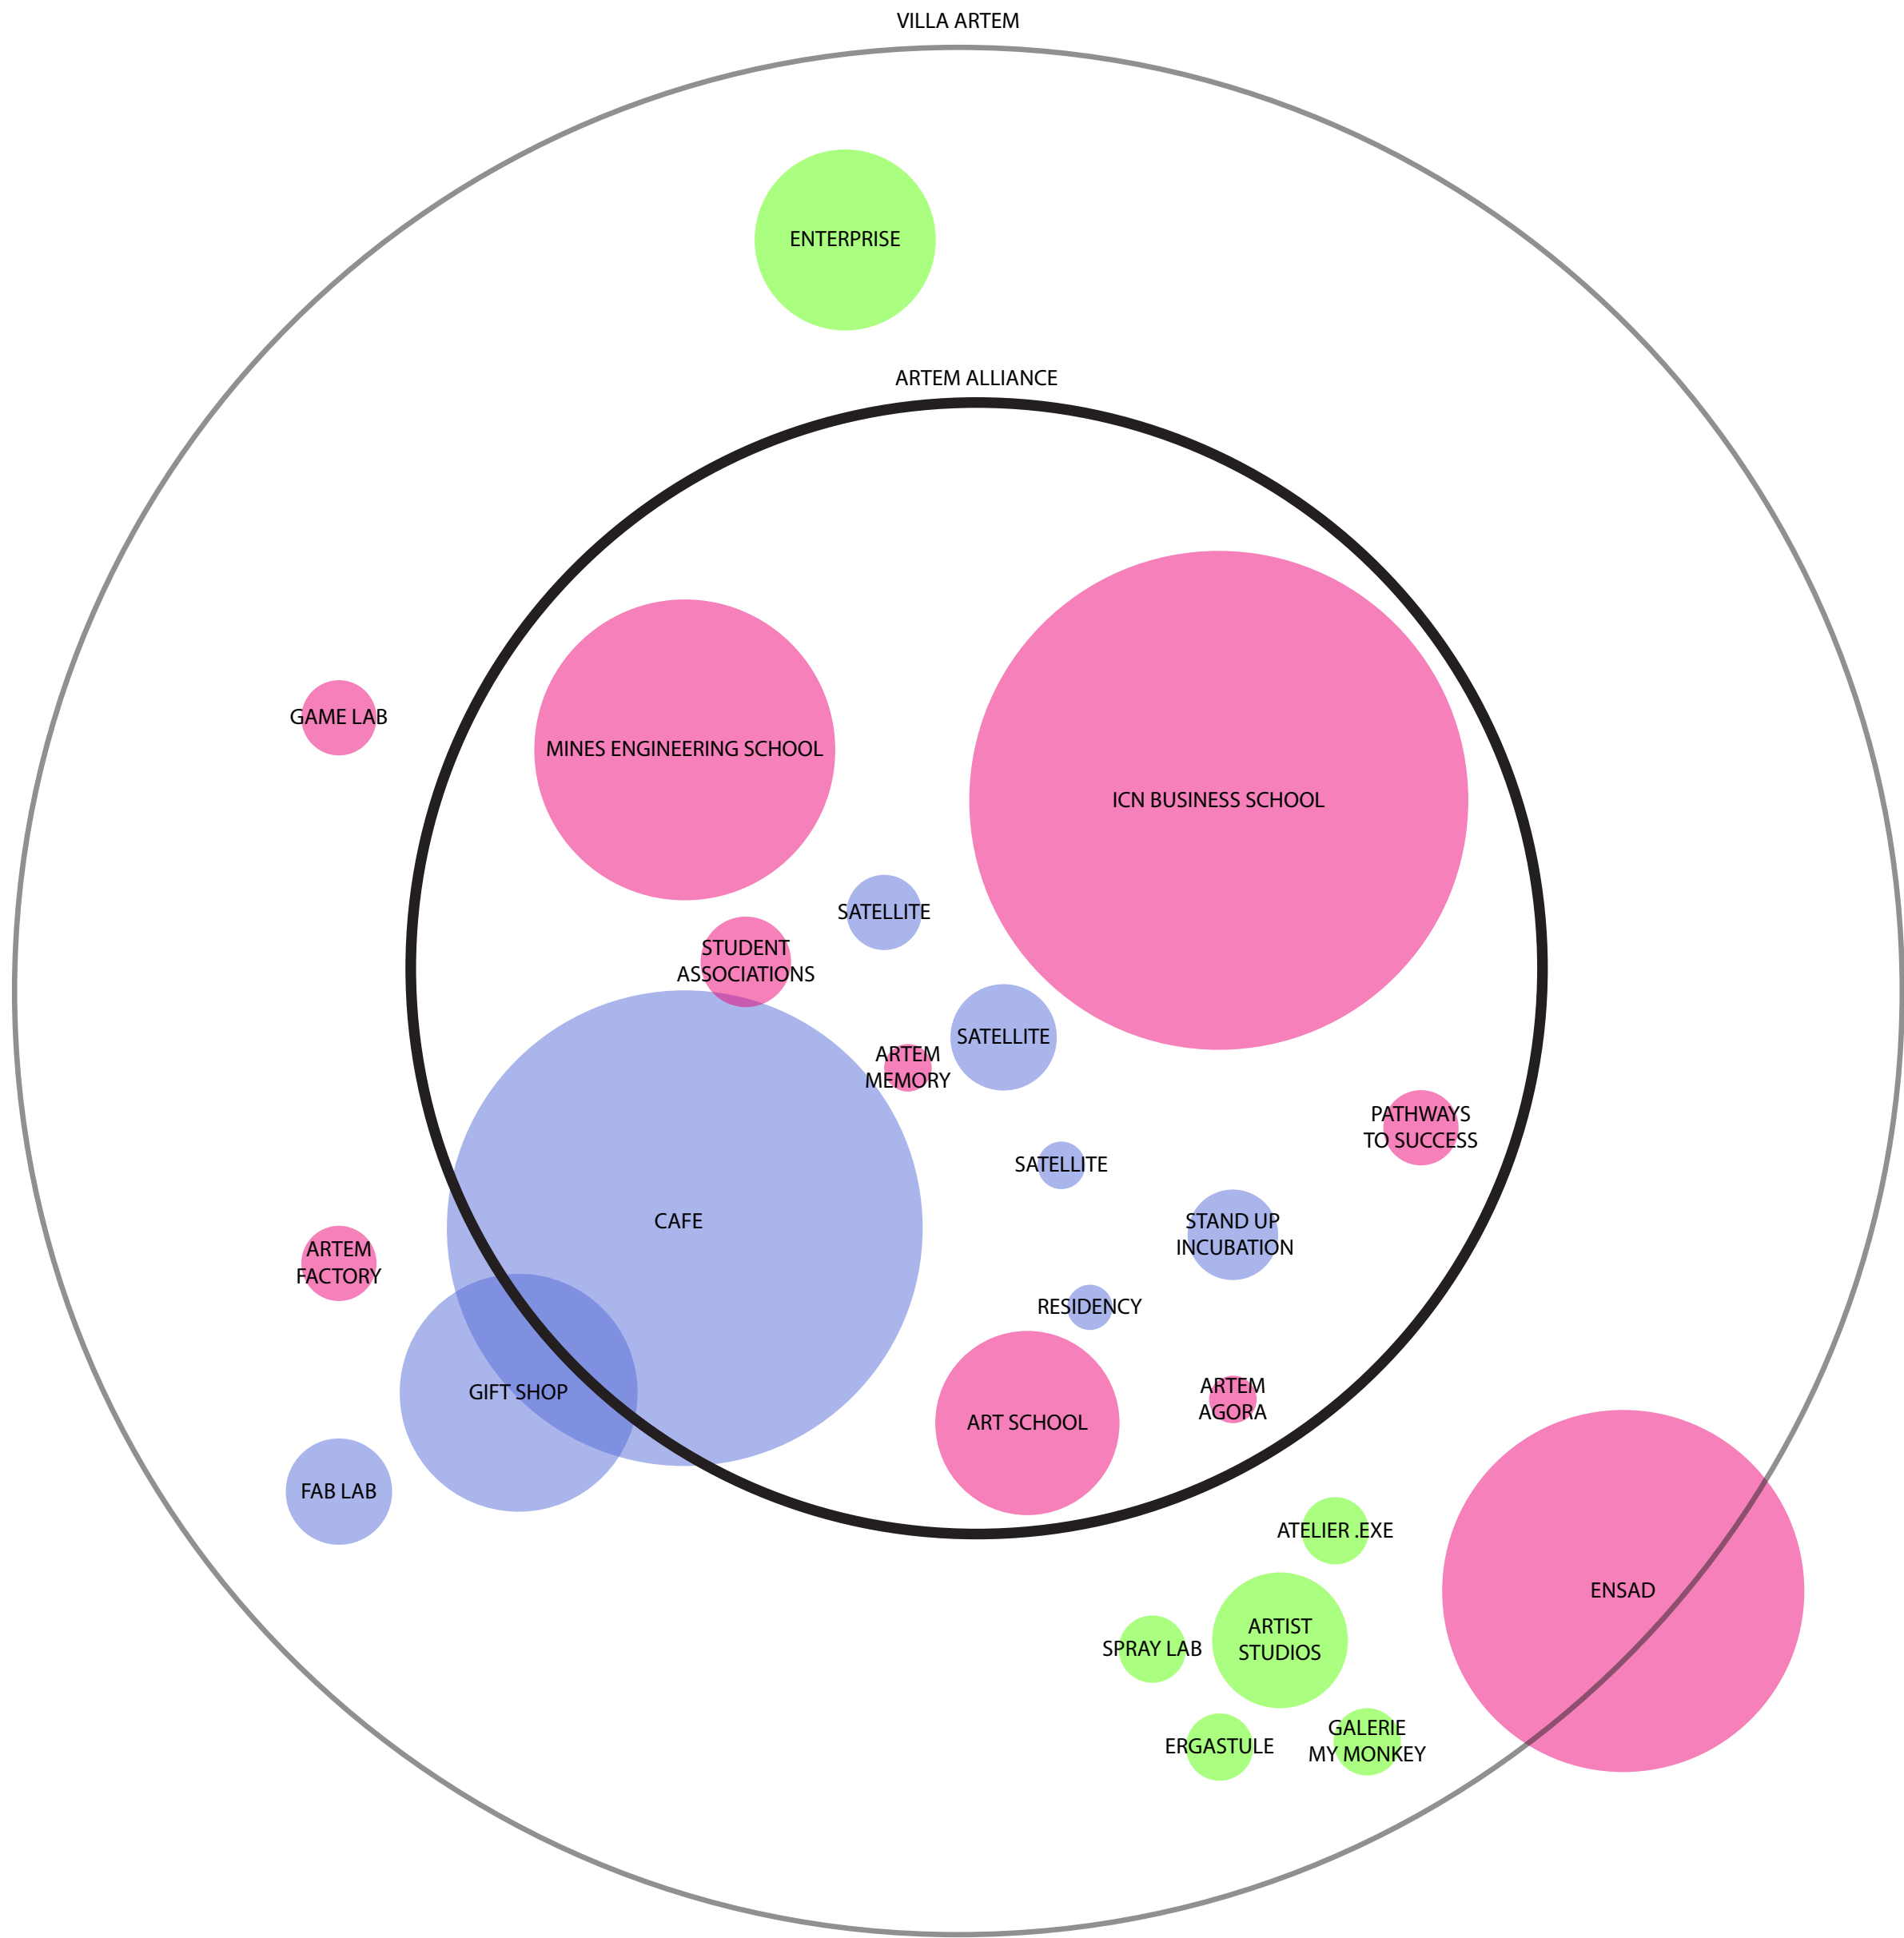 VILLA ARTEM
ENTERPRISE
ARTEM ALLIANCE
GAME LAB
MINES ENGINEERING SCHOOL
ICN BUSINESS SCHOOL
SATELLITE
STUDENT
ASSOCIATIONS
SATELLITE
ARTEM
MEMORY
PATHWAYS
TO SUCCESS
SATELLITE
CAFE
STAND UP
INCUBATION
ARTEM
FACTORY
RESIDENCY
GIFT SHOP
ART SCHOOL
ARTEM
AGORA
FAB LAB
ATELIER .EXE
ENSAD
ARTIST
STUDIOS
SPRAY LAB
ERGASTULE
GALERIE
MY MONKEY